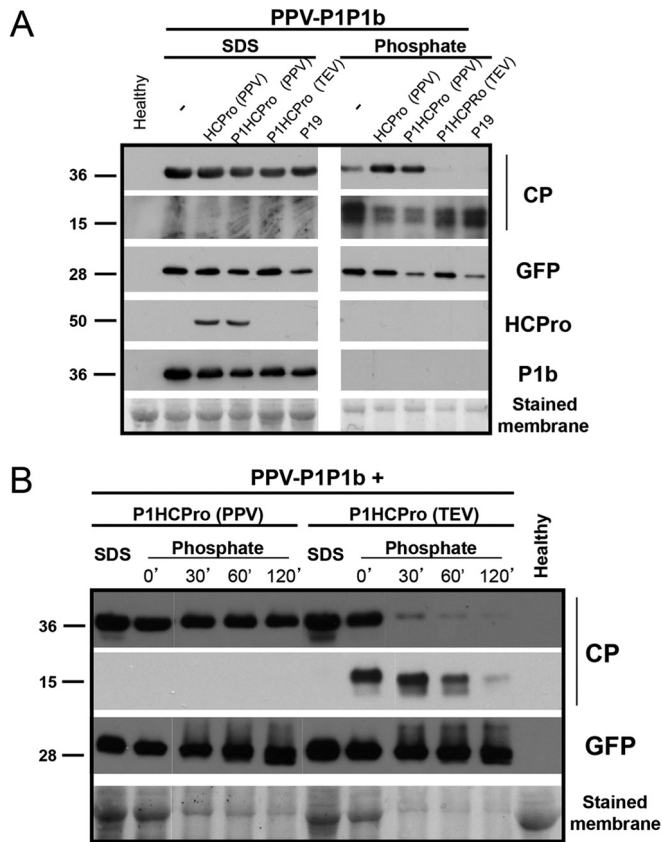 A
PPV-P1P1b
SDS Phosphate
Healthy
-
HCPro (PPV)
P1HCPro (PPV)
P1HCPro (TEV)
P19
-
HCPro (PPV)
P1HCPro (PPV)
P1HCPRo (TEV)
P19
36
15
CP
28
GFP
50
HCPro
36
P1b
Stained
membrane
B
PPV-P1P1b +
P1HCPro (PPV) P1HCPro (TEV)
SDS Phosphate SDS Phosphate
0' 30' 60' 120' 0' 30' 60' 120'
Healthy
36
15
CP
28
GFP
Stained
membrane